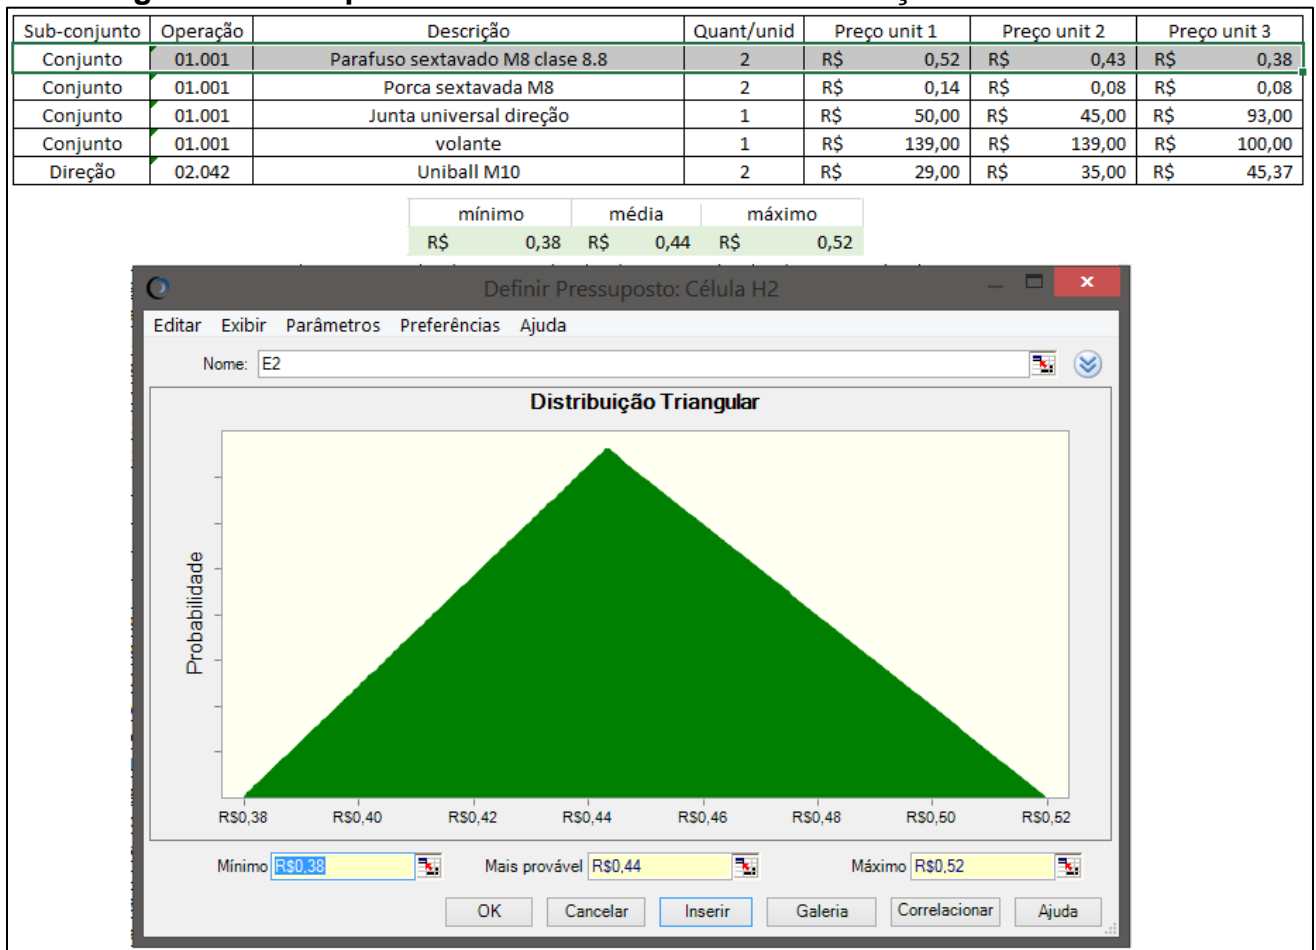 Sub-conjunto Operação Descrição Quant/unid Preço unit 1 Preço unit 2 Preço unit 3
Conjunto 01.001 Parafuso sextavado M8 clase 8.8 2 R$ 0,52 R$ 0,43 R$ 0,38
Conjunto 01.001 Porca sextavada M8 2 R$ 0,14 R$ 0,08 R$ 0,08
Conjunto 01.001 Junta universal direção 1 R$ 50,00 R$ 45,00 R$ 93,00
Conjunto 01.001 volante 1 R$ 139,00 R$ 139,00 R$ 100,00
Direção 02.042 Uniball M10 2 R$ 29,00 R$ 35,00 R$ 45,37
mínimo média máximo
R$ 0,38 R$ 0,44 R$ 0,52
Definir Pressuposto: Célula H2
Editar Exibir Parâmetros Preferências Ajuda
Nome: E2
Distribuição Triangular
Probabilidade
R$0,38 R$0,40 R$0,42 R$0,44 R$0,46 R$0,48 R$0,50 R$0,52
Mínimo R$0,38 Mais provável R$0,44 Máximo R$0,52
OK Cancelar Inserir Galeria Correlacionar Ajuda